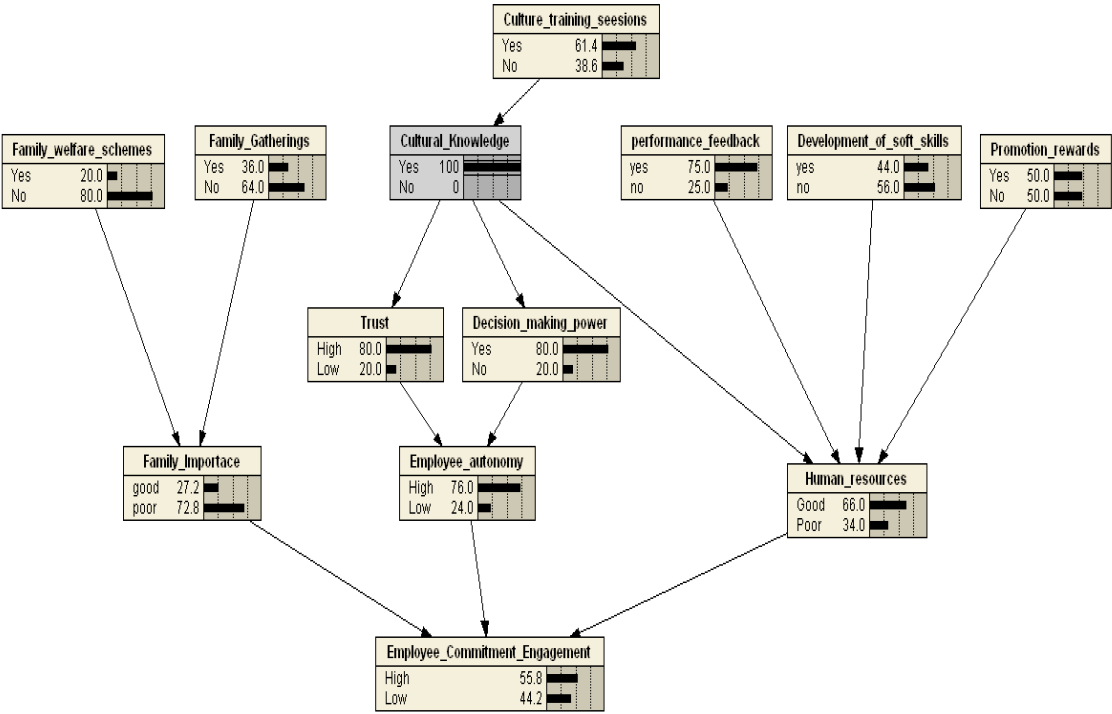 Culture_training_seesions
Yes 61.4
No 38.6
Family_welfare_schemes
Yes 20.0
No 80.0
Family_Gatherings
Yes 36.0
No 64.0
Cultural_Knowledge
Yes 100
No 0
performance_feedback
yes 75.0
no 25.0
Development_of_soft_skills
yes 44.0
no 56.0
Promotion_rewards
Yes 50.0
No 50.0
Trust
High 80.0
Low 20.0
Decision_making_power
Yes 80.0
No 20.0
Family_Importace
good 27.2
poor 72.8
Employee_autonomy
High 76.0
Low 24.0
Human_resources
Good 66.0
Poor 34.0
Employee_Commitment_Engagement
High 55.8
Low 44.2